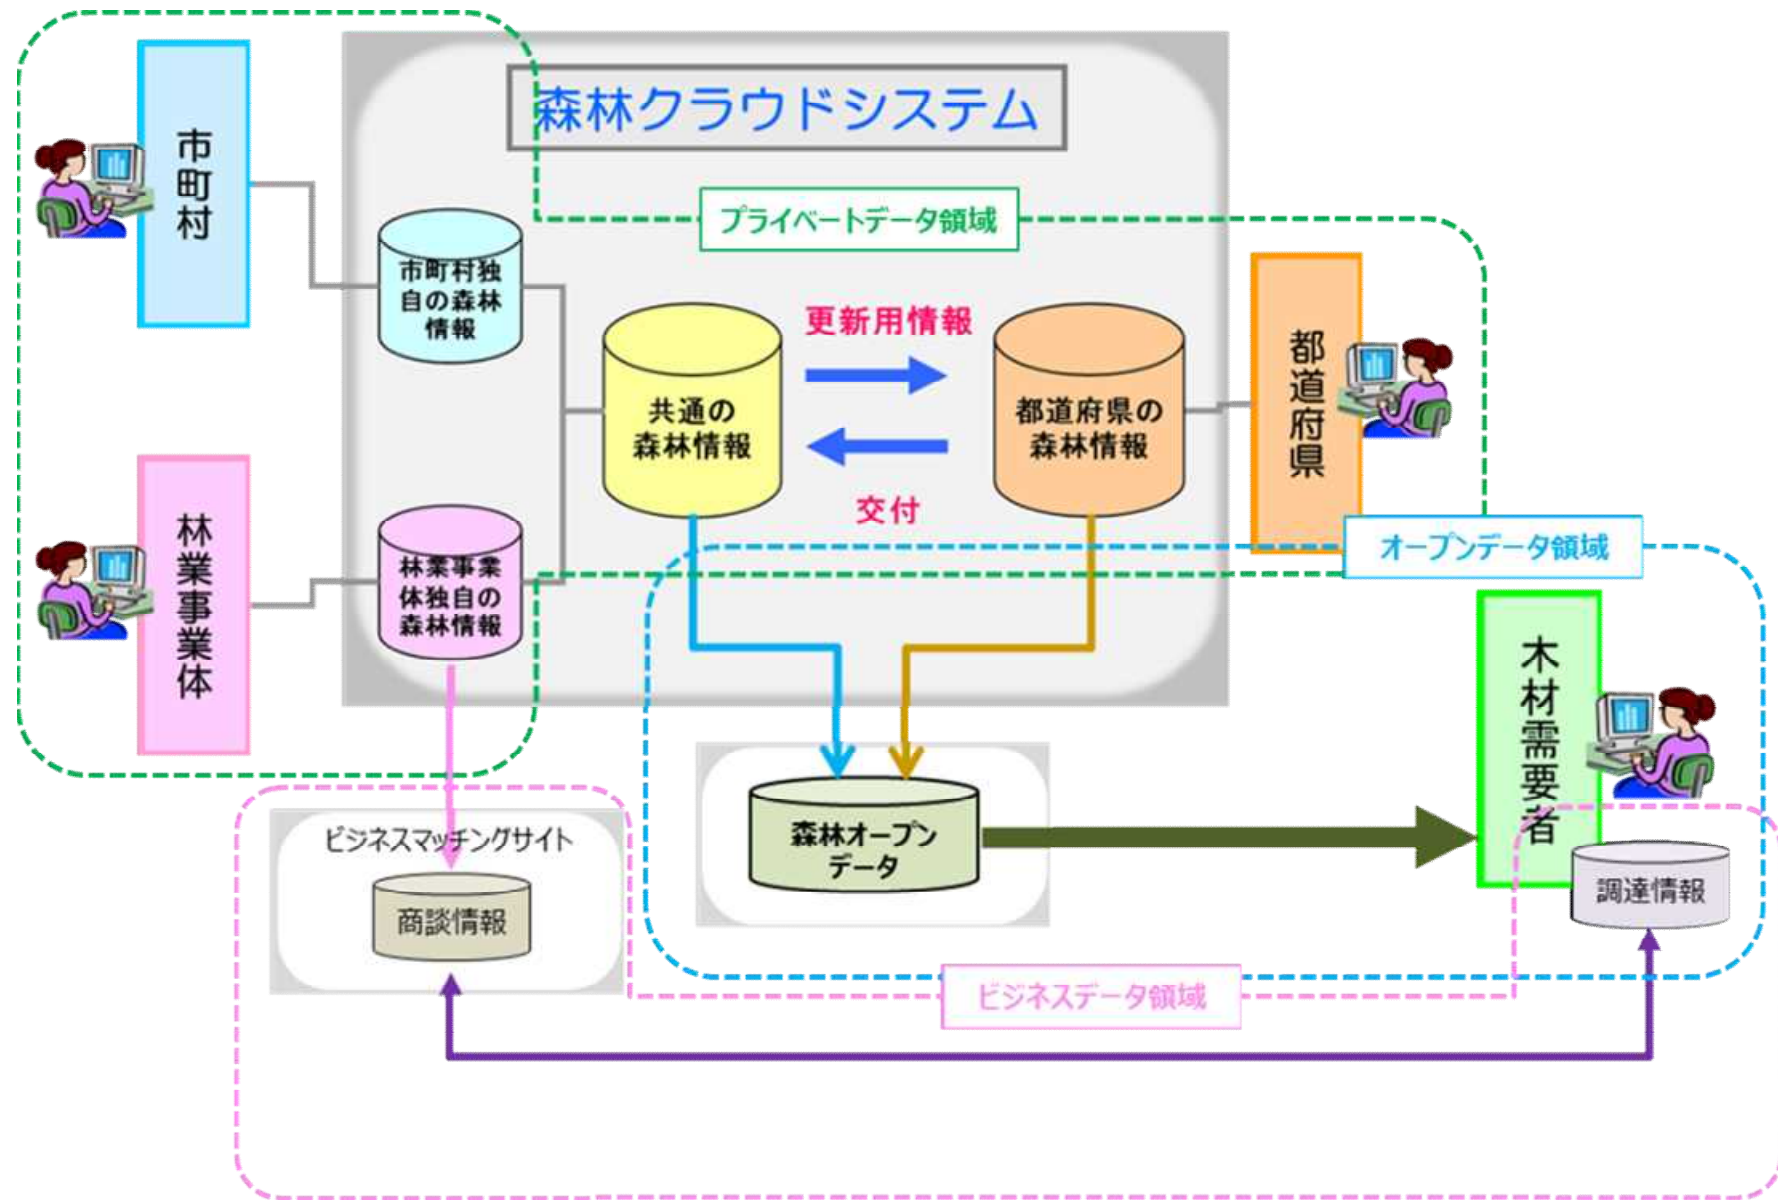 森林クラウドシステム
市町村
プライベートデータ領域
市町村独
自の森林
情報
更新用情報
共通の
森林情報
都道府県の
森林情報
都道府県
交付
林業事業体
林業事業
体独自の
森林情報
オープンデータ領域
木材需要者
ビジネスマッチングサイト
商談情報
森林オープン
データ
調達情報
ビジネスデータ領域